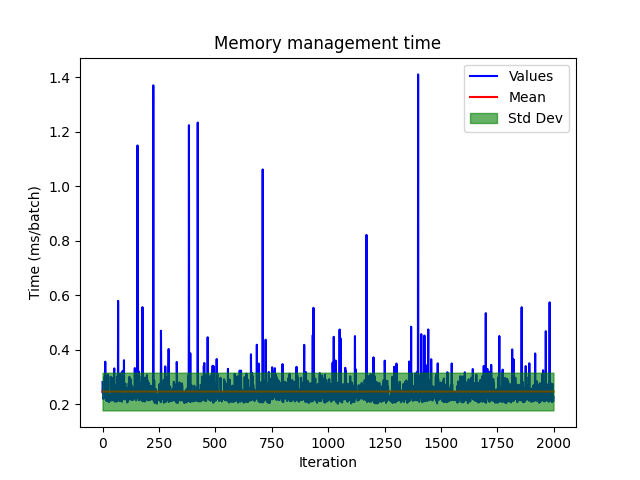 Memory management time
Values
Mean
Std Dev
Time (ms/batch)
1.4
1.2
1.0
0.8
0.6
0.4
0.2
0 250 500 750 1000 1250 1500 1750 2000
Iteration